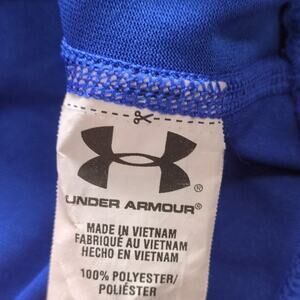 ®
UNDER ARMOUR®
MADE IN VIETNAM
FABRIQUÉ AU VIETNAM
HECHO EN VIETNAM
100% POLYESTER/
POLIÉSTER